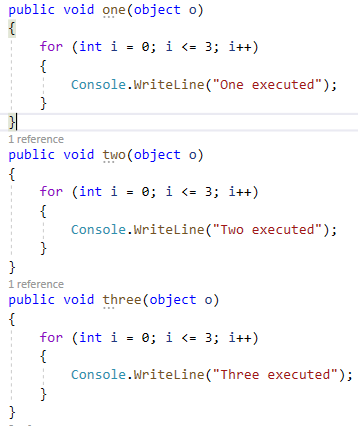 public void one(object o)
{
    for (int i = 0; i <= 3; i++)
    {
        Console.WriteLine("One executed");
    }
}
1 reference
public void two(object o)
{
    for (int i = 0; i <= 3; i++)
    {
        Console.WriteLine("Two executed");
    }
}
1 reference
public void three(object o)
{
    for (int i = 0; i <= 3; i++)
    {
        Console.WriteLine("Three executed");
    }
}